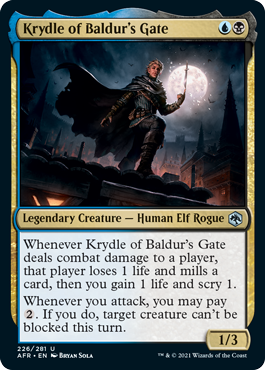 Krydle of Baldur's Gate
Legendary Creature — Human Elf Rogue
Whenever Krydle of Baldur's Gate
deals combat damage to a player,
that player loses 1 life and mills a
card, then you gain 1 life and scry 1.
Whenever you attack, you may pay
2. If you do, target creature can't
be blocked this turn.
1/3
226/281 U
AFR • EN BRYAN SOLA
™ & © 2021 Wizards of the Coast